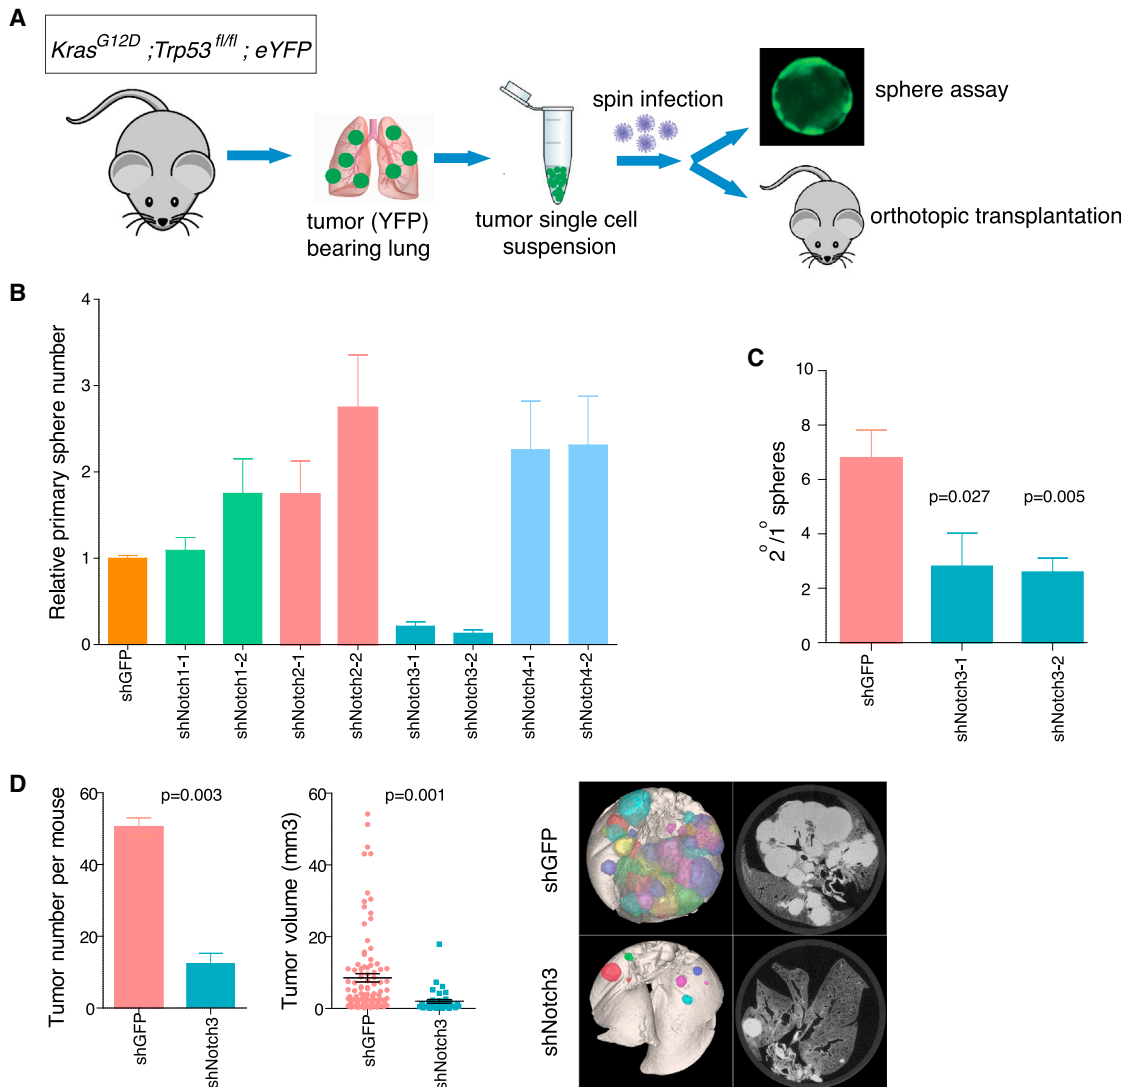 A
Kras^G12D ;Trp53^fl/fl ; eYFP
spin infection
sphere assay
orthotopic transplantation
tumor (YFP)
bearing lung
tumor single cell
suspension
B
Relative primary sphere number
4
3
2
1
0
shGFP
shNotch1-1
shNotch1-2
shNotch2-1
shNotch2-2
shNotch3-1
shNotch3-2
shNotch4-1
shNotch4-2
C
2°/1° spheres
10
8
6
4
2
0
p=0.027
p=0.005
shGFP
shNotch3-1
shNotch3-2
D
Tumor number per mouse
60
40
20
0
p=0.003
shGFP
shNotch3
Tumor volume (mm3)
60
40
20
0
p=0.001
shGFP
shNotch3
shGFP
shNotch3